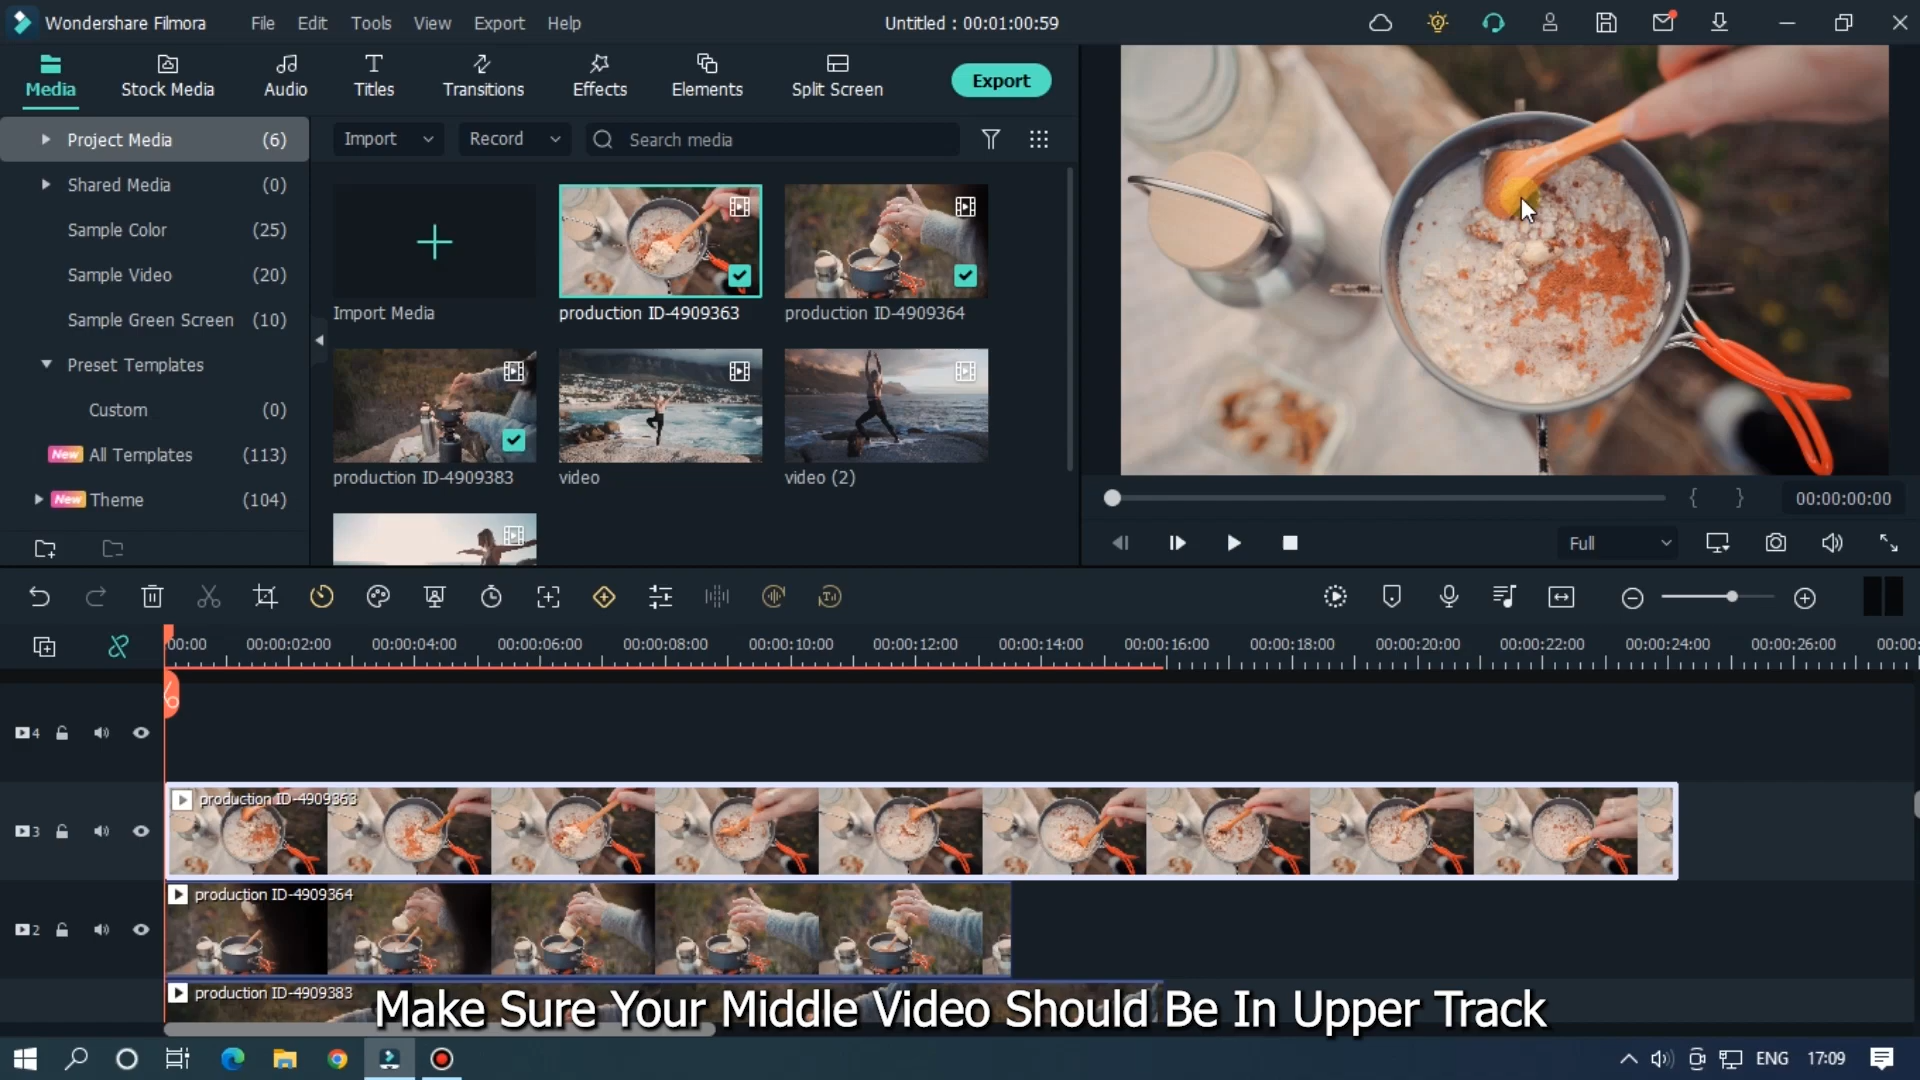 Wondershare Filmora File Edit Tools View Export Help Untitled : 00:01:00:59
Media Stock Media Audio Titles Transitions Effects Elements Split Screen Export
Project Media (6)
Shared Media (0)
Sample Color (25)
Sample Video (20)
Sample Green Screen (10)
Preset Templates
Custom (0)
New All Templates (113)
New Theme (104)
Import Record Search media
Import Media production ID-4909363 production ID-4909364
production ID-4909383 video video (2)
00:00:00:00
Full
00:00 00:00:02:00 00:00:04:00 00:00:06:00 00:00:08:00 00:00:10:00 00:00:12:00 00:00:14:00 00:00:16:00 00:00:18:00 00:00:20:00 00:00:22:00 00:00:24:00 00:00:26:00 00:00:
4
3 production ID-4909363
2 production ID-4909364
production ID-4909383
Make Sure Your Middle Video Should Be In Upper Track
ENG 17:09